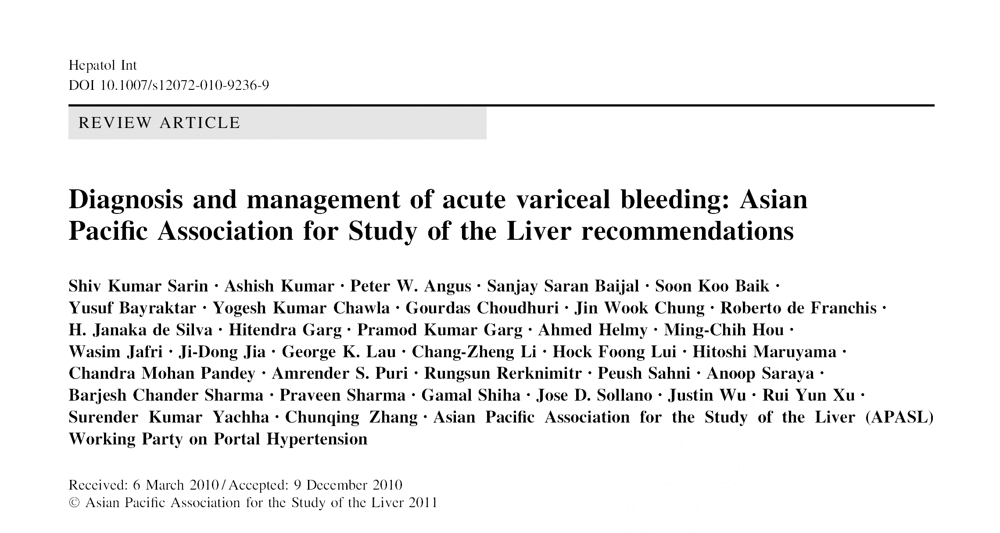 Hepatol Int
DOI 10.1007/s12072-010-9236-9
REVIEW ARTICLE
Diagnosis and management of acute variceal bleeding: Asian
Pacific Association for Study of the Liver recommendations
Shiv Kumar Sarin · Ashish Kumar · Peter W. Angus · Sanjay Saran Baijal · Soon Koo Baik ·
Yusuf Bayraktar · Yogesh Kumar Chawla · Gourdas Choudhuri · Jin Wook Chung · Roberto de Franchis ·
H. Janaka de Silva · Hitendra Garg · Pramod Kumar Garg · Ahmed Helmy · Ming-Chih Hou ·
Wasim Jafri · Ji-Dong Jia · George K. Lau · Chang-Zheng Li · Hock Foong Lui · Hitoshi Maruyama ·
Chandra Mohan Pandey · Amrender S. Puri · Rungsun Rerknimitr · Peush Sahni · Anoop Saraya ·
Barjesh Chander Sharma · Praveen Sharma · Gamal Shiha · Jose D. Sollano · Justin Wu · Rui Yun Xu ·
Surender Kumar Yachha · Chunqing Zhang · Asian Pacific Association for the Study of the Liver (APASL)
Working Party on Portal Hypertension
Received: 6 March 2010 / Accepted: 9 December 2010
© Asian Pacific Association for the Study of the Liver 2011